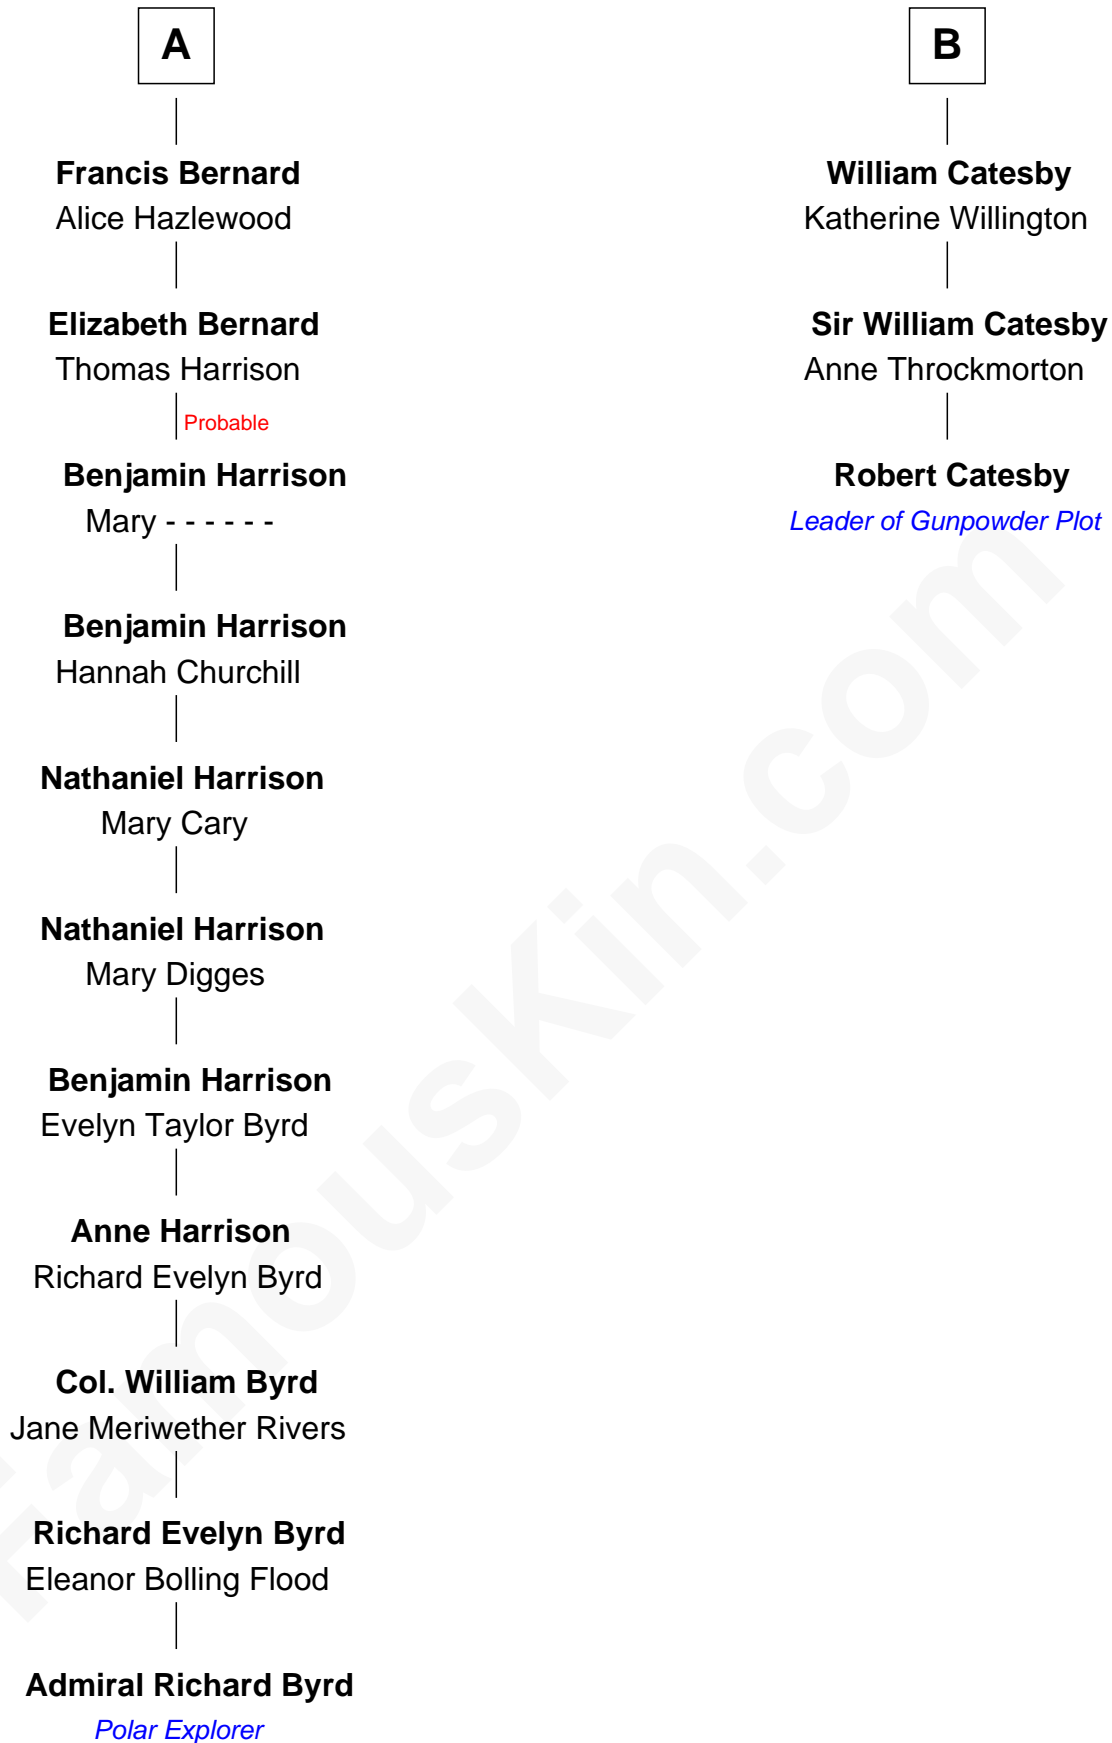 A
Francis Bernard
Alice Hazlewood
Elizabeth Bernard
Thomas Harrison
Probable
Benjamin Harrison
Mary - - - - - -
Benjamin Harrison
Hannah Churchill
Nathaniel Harrison
Mary Cary
Nathaniel Harrison
Mary Digges
Benjamin Harrison
Evelyn Taylor Byrd
Anne Harrison
Richard Evelyn Byrd
Col. William Byrd
Jane Meriwether Rivers
Richard Evelyn Byrd
Eleanor Bolling Flood
Admiral Richard Byrd
Polar Explorer
B
William Catesby
Katherine Willington
Sir William Catesby
Anne Throckmorton
Robert Catesby
Leader of Gunpowder Plot
FamousKin.com